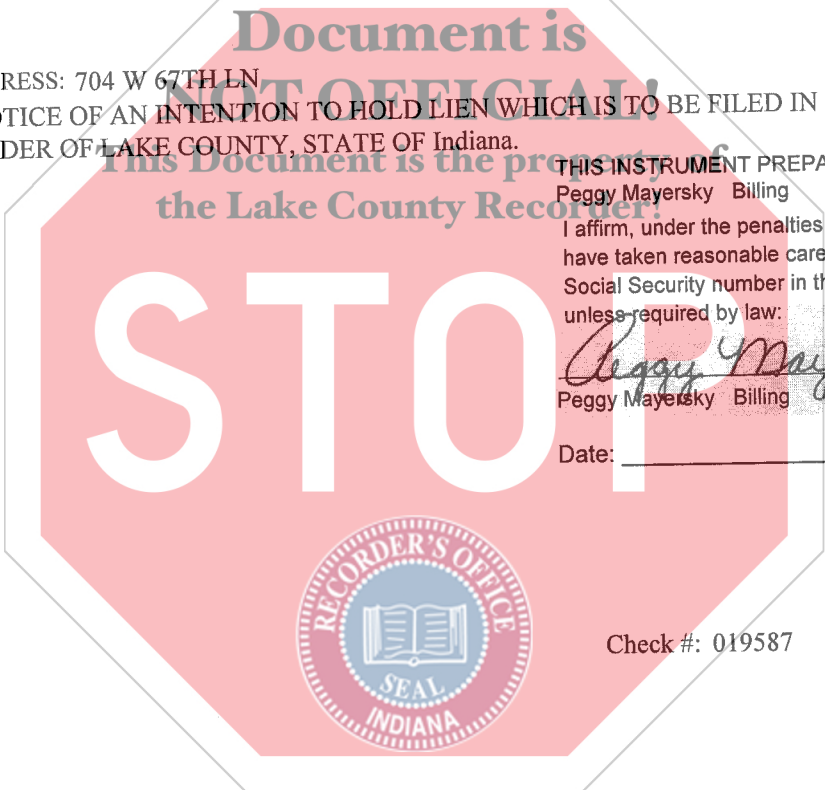 Document is
RESS: 704 W 67TH LN
NOT OFFICIAL!
OTICE OF AN INTENTION TO HOLD LIEN WHICH IS TO BE FILED IN
DER OF LAKE COUNTY, STATE OF Indiana.
This Document is the property of
the Lake County Recorder!
THIS INSTRUMENT PREPA
Peggy Mayersky Billing
I affirm, under the penalties
have taken reasonable care
Social Security number in th
unless required by law:
Peggy May
Peggy Mayersky Billing
Date:
STOP
RECORDER'S OFFICE
SEAL
INDIANA
Check #: 019587